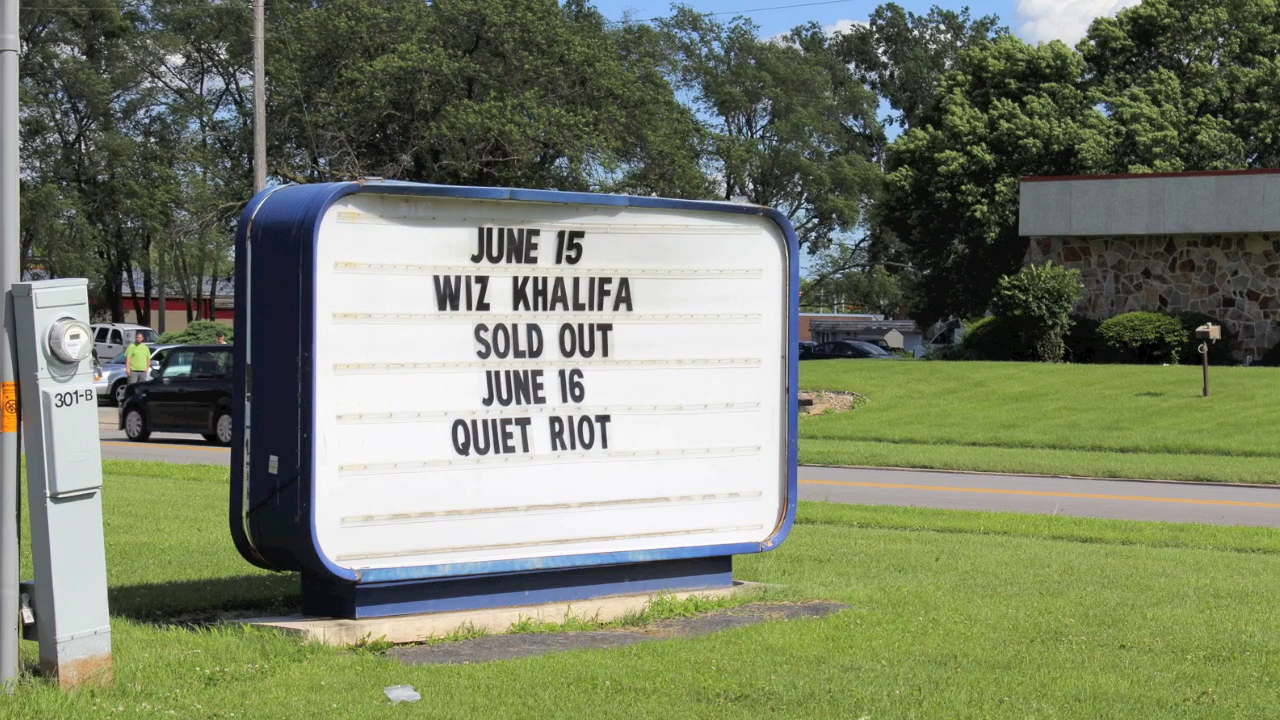 JUNE 15
WIZ KHALIFA
SOLD OUT
JUNE 16
QUIET RIOT
301-B